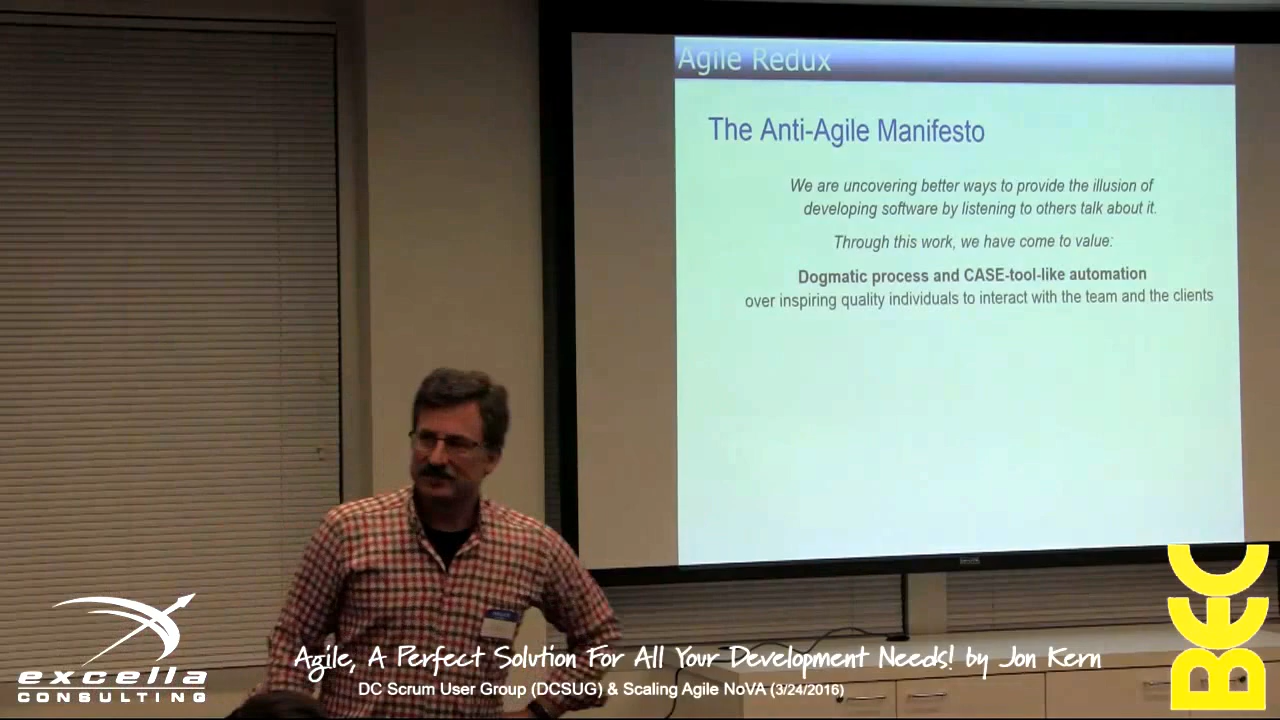 Agile Redux
The Anti-Agile Manifesto
We are uncovering better ways to provide the illusion of
developing software by listening to others talk about it.
Through this work, we have come to value:
Dogmatic process and CASE-tool-like automation
over inspiring quality individuals to interact with the team and the clients
excella
CONSULTING
Agile, A Perfect Solution For All Your Development Needs! by Jon Kern
DC Scrum User Group (DCSUG) & Scaling Agile NoVA (3/24/2016)